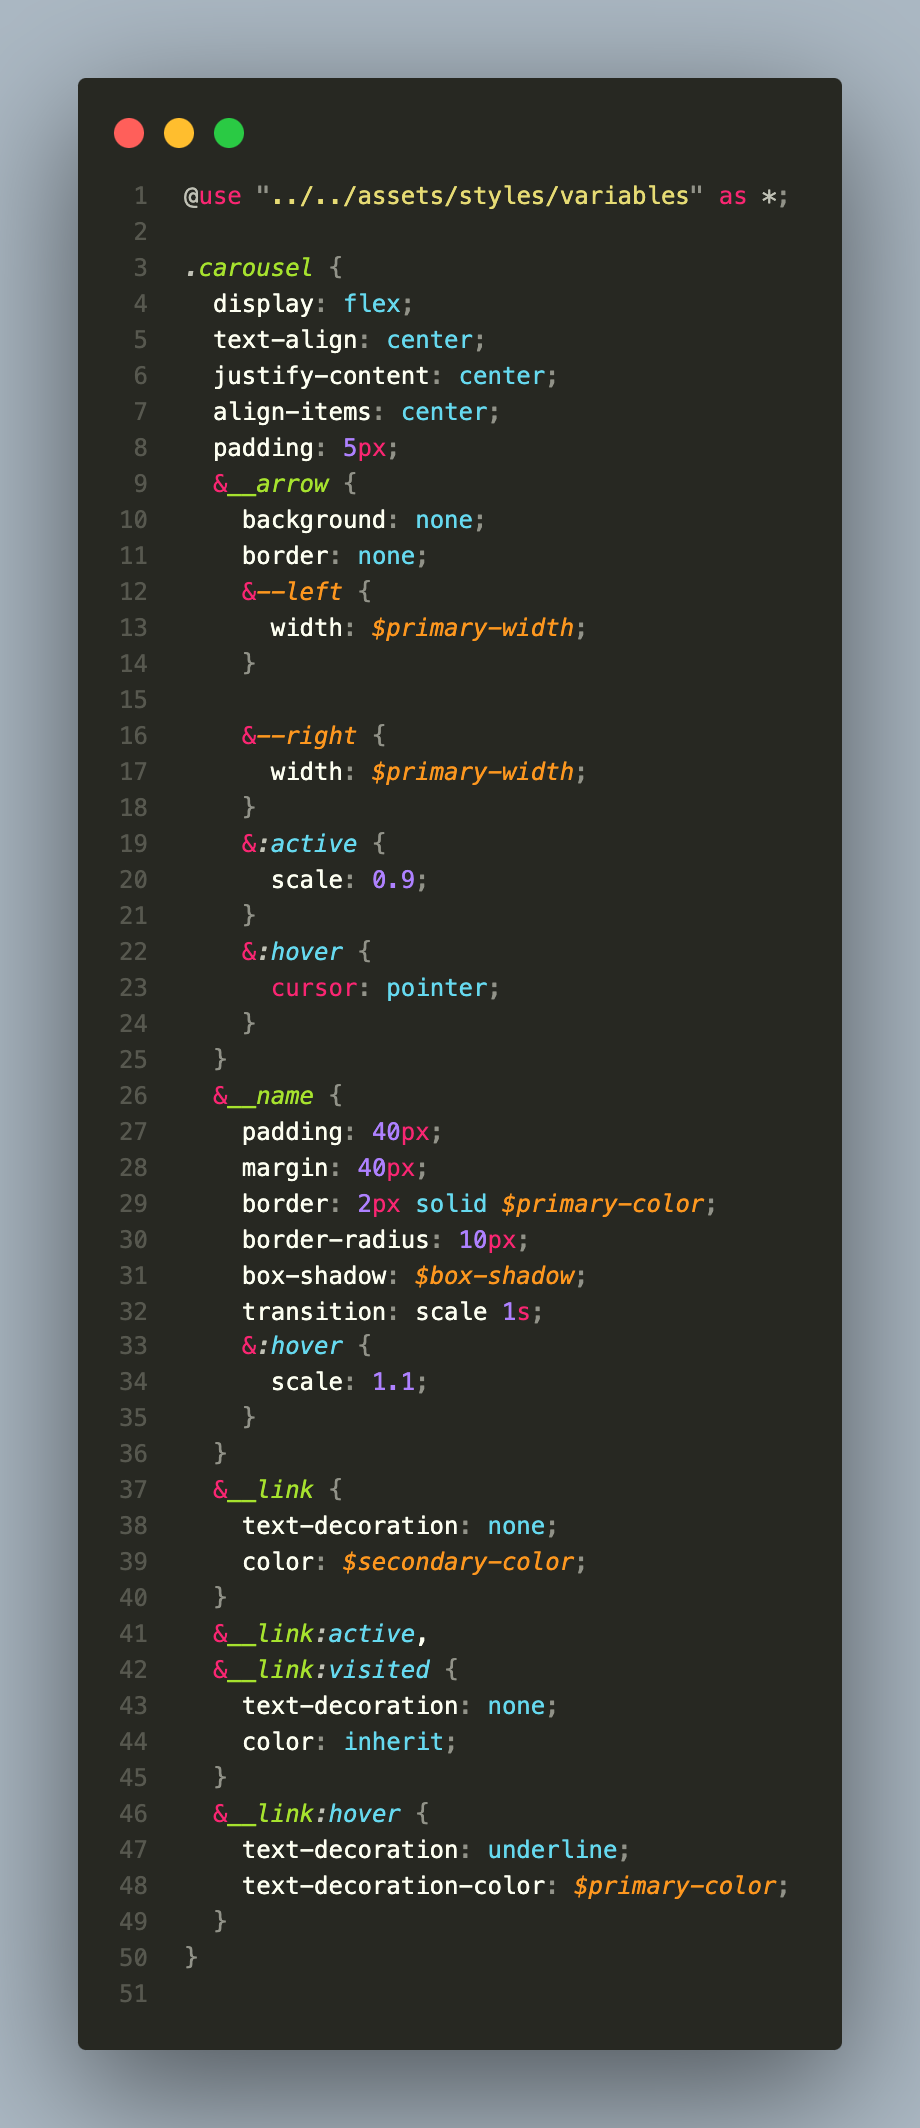 1 @use "../../assets/styles/variables" as *;
2
3 .carousel {
4   display: flex;
5   text-align: center;
6   justify-content: center;
7   align-items: center;
8   padding: 5px;
9   &__arrow {
10     background: none;
11     border: none;
12     &--left {
13       width: $primary-width;
14     }
15
16     &--right {
17       width: $primary-width;
18     }
19     &:active {
20       scale: 0.9;
21     }
22     &:hover {
23       cursor: pointer;
24     }
25   }
26   &__name {
27     padding: 40px;
28     margin: 40px;
29     border: 2px solid $primary-color;
30     border-radius: 10px;
31     box-shadow: $box-shadow;
32     transition: scale 1s;
33     &:hover {
34       scale: 1.1;
35     }
36   }
37   &__link {
38     text-decoration: none;
39     color: $secondary-color;
40   }
41   &__link:active,
42   &__link:visited {
43     text-decoration: none;
44     color: inherit;
45   }
46   &__link:hover {
47     text-decoration: underline;
48     text-decoration-color: $primary-color;
49   }
50 }
51